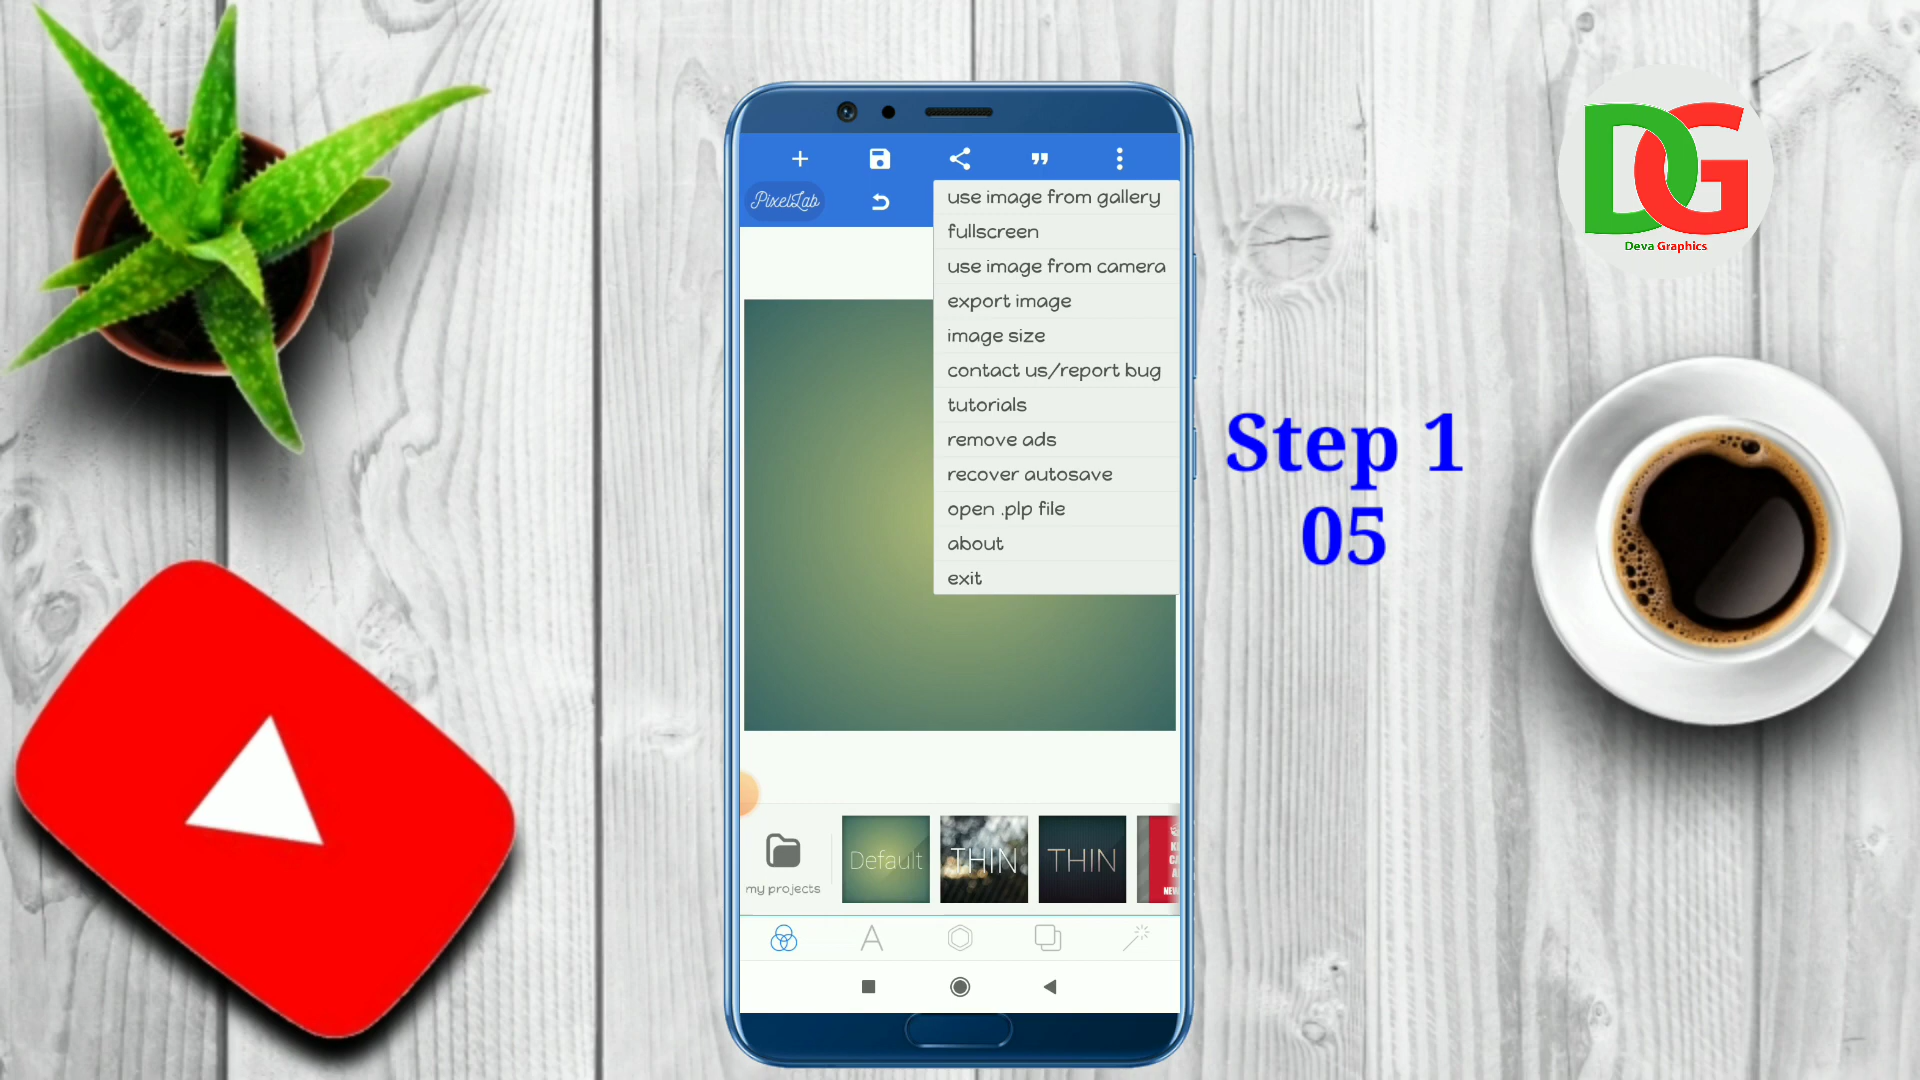 PixelLab
use image from gallery
fullscreen
use image from camera
export image
image size
contact us/report bug
tutorials
remove ads
recover autosave
open .plp file
about
exit
my projects
Default
THIN
THIN
DG
Deva Graphics
Step 1
05